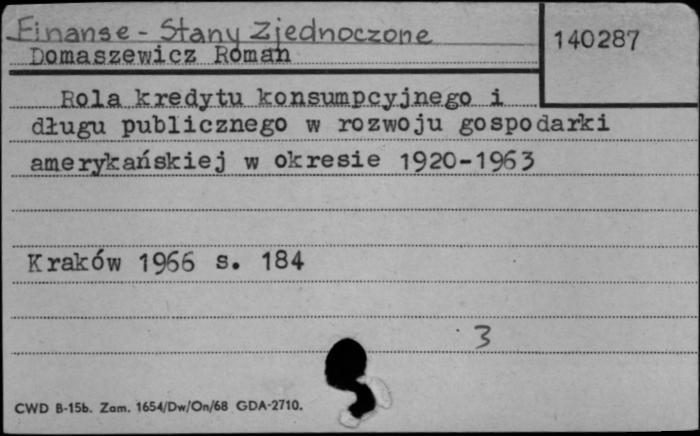 Finanse - Stany Zjednoczone
140287
Domaszewicz Roman
Rola kredytu konsumpcyjnego i
długu publicznego w rozwoju gospodarki
amerykańskiej w okresie 1920-1963
Kraków 1966 s. 184
3
CWD B-15b. Zam. 1654/Dw/On/68 GDA-2710.